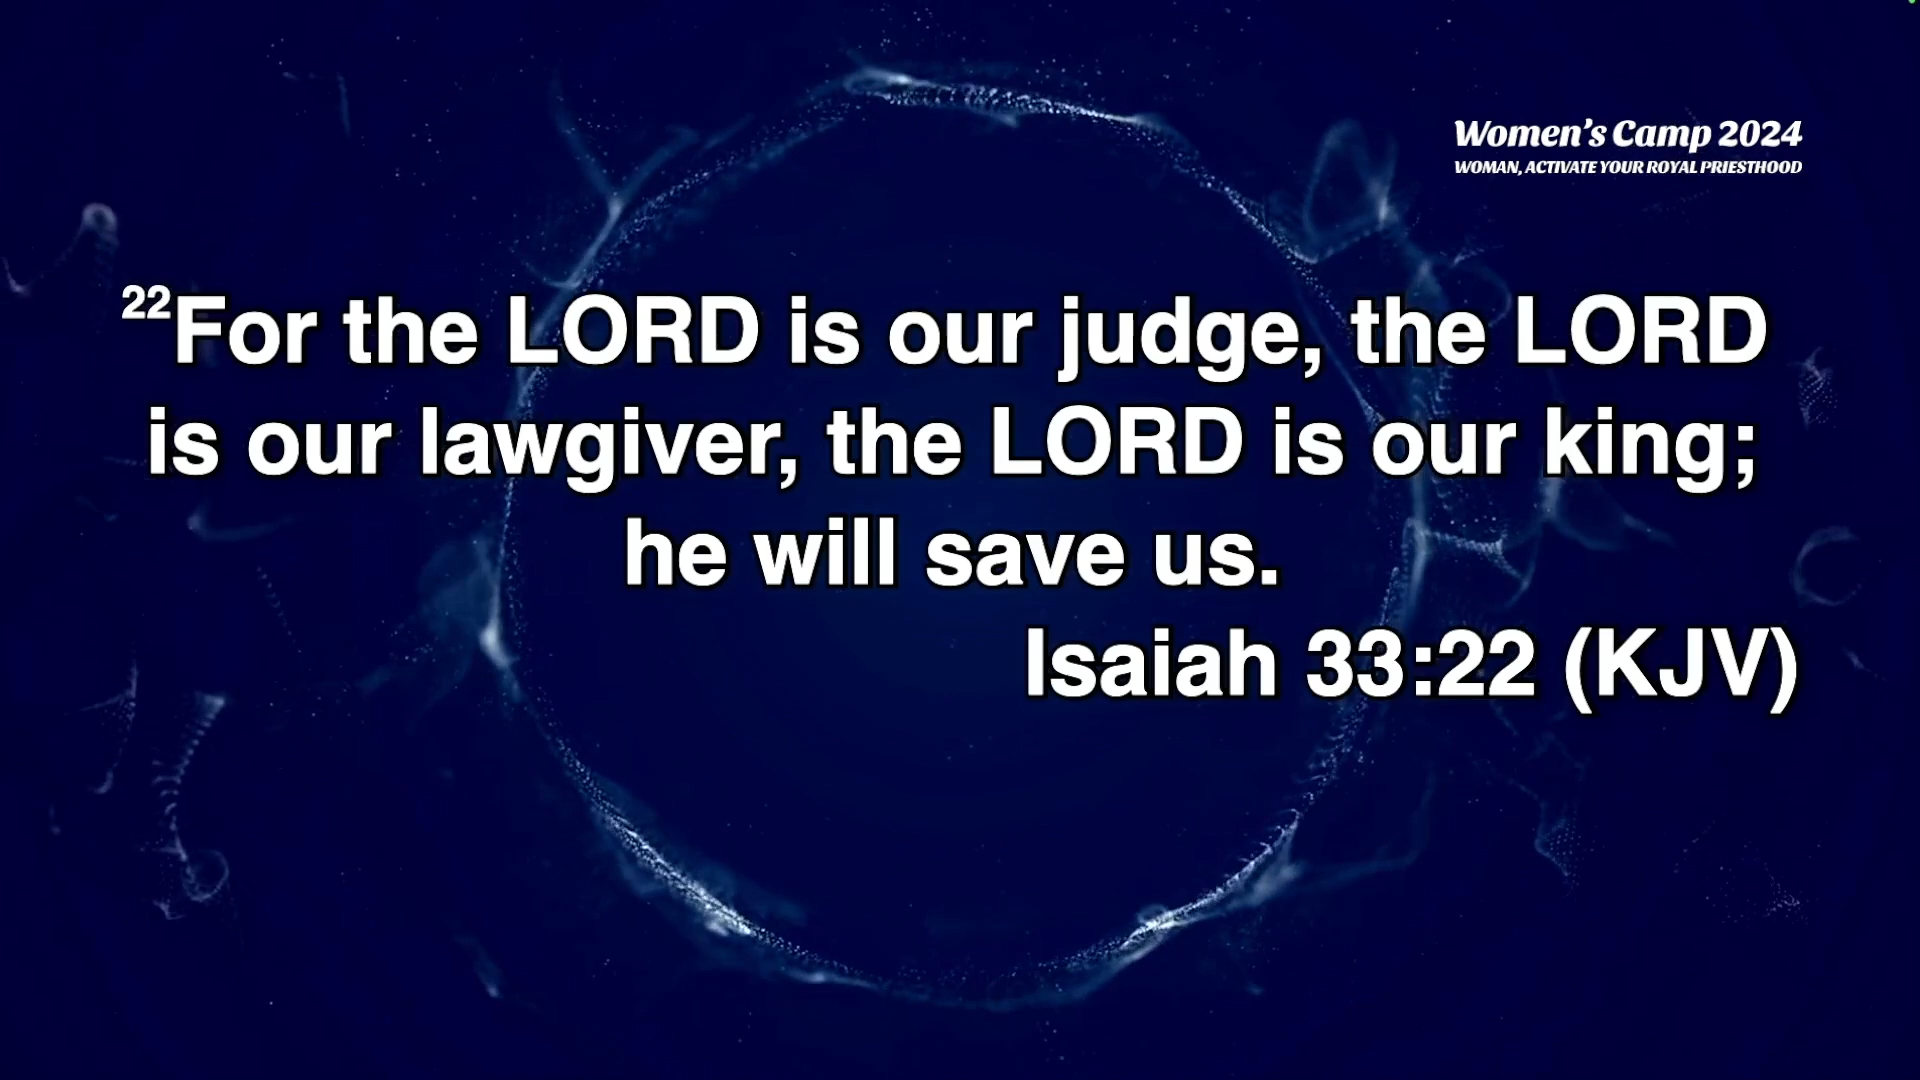 Women's Camp 2024
WOMAN, ACTIVATE YOUR ROYAL PRIESTHOOD
22For the LORD is our judge, the LORD
is our lawgiver, the LORD is our king;
he will save us.
Isaiah 33:22 (KJV)